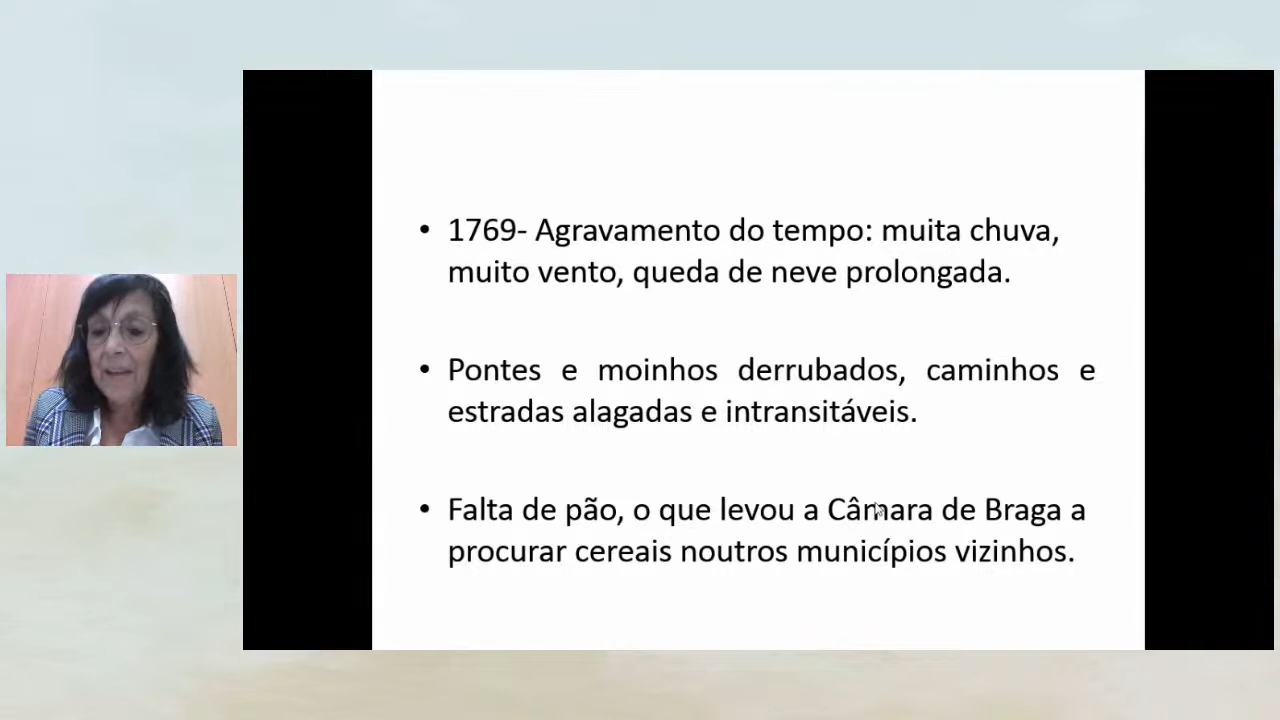 • 1769- Agravamento do tempo: muita chuva,
muito vento, queda de neve prolongada.
• Pontes e moinhos derrubados, caminhos e
estradas alagadas e intransitáveis.
• Falta de pão, o que levou a Câmara de Braga a
procurar cereais noutros municípios vizinhos.